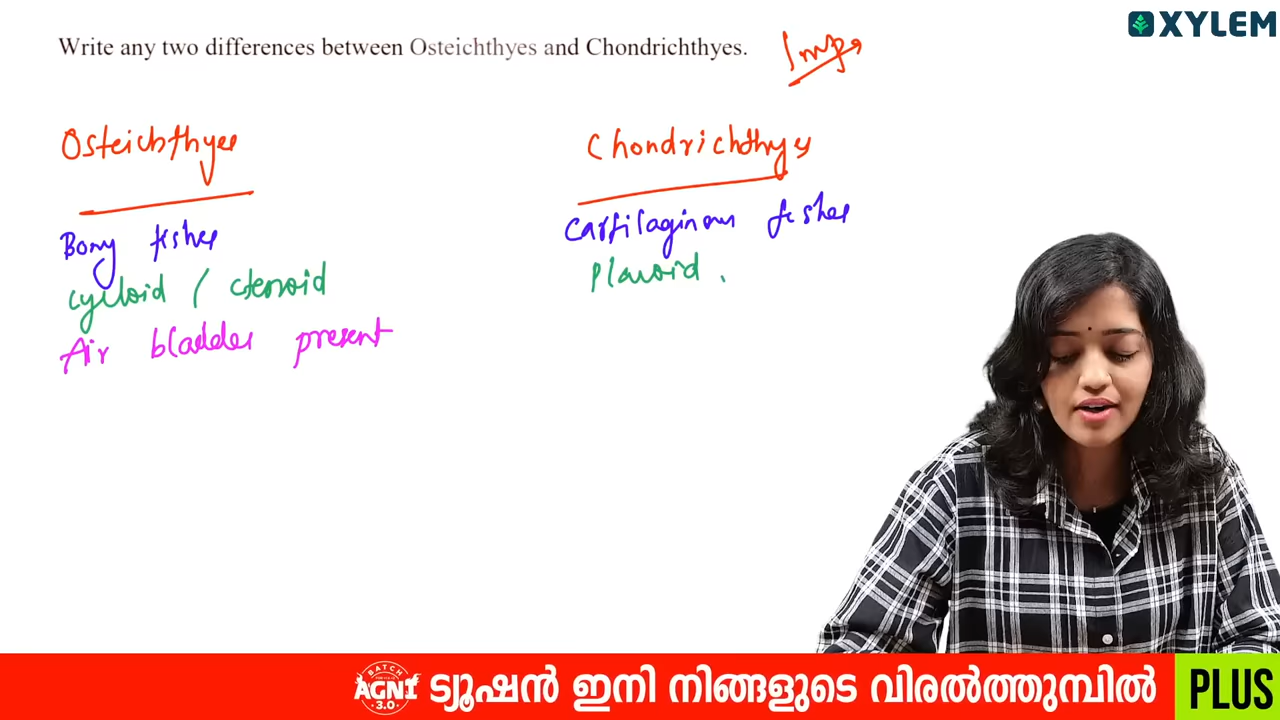 XYLEM
Write any two differences between Osteichthyes and Chondrichthyes.
Imp
Osteichthyes
Chondrichthyes
Bony fishes
Cartilaginous fishes
Cycloid / ctenoid
Placoid .
Air bladder present
BATCH
AGNI
3.0
ട്യൂഷൻ ഇനി നിങ്ങളുടെ വിരൽത്തുമ്പിൽ
PLUS